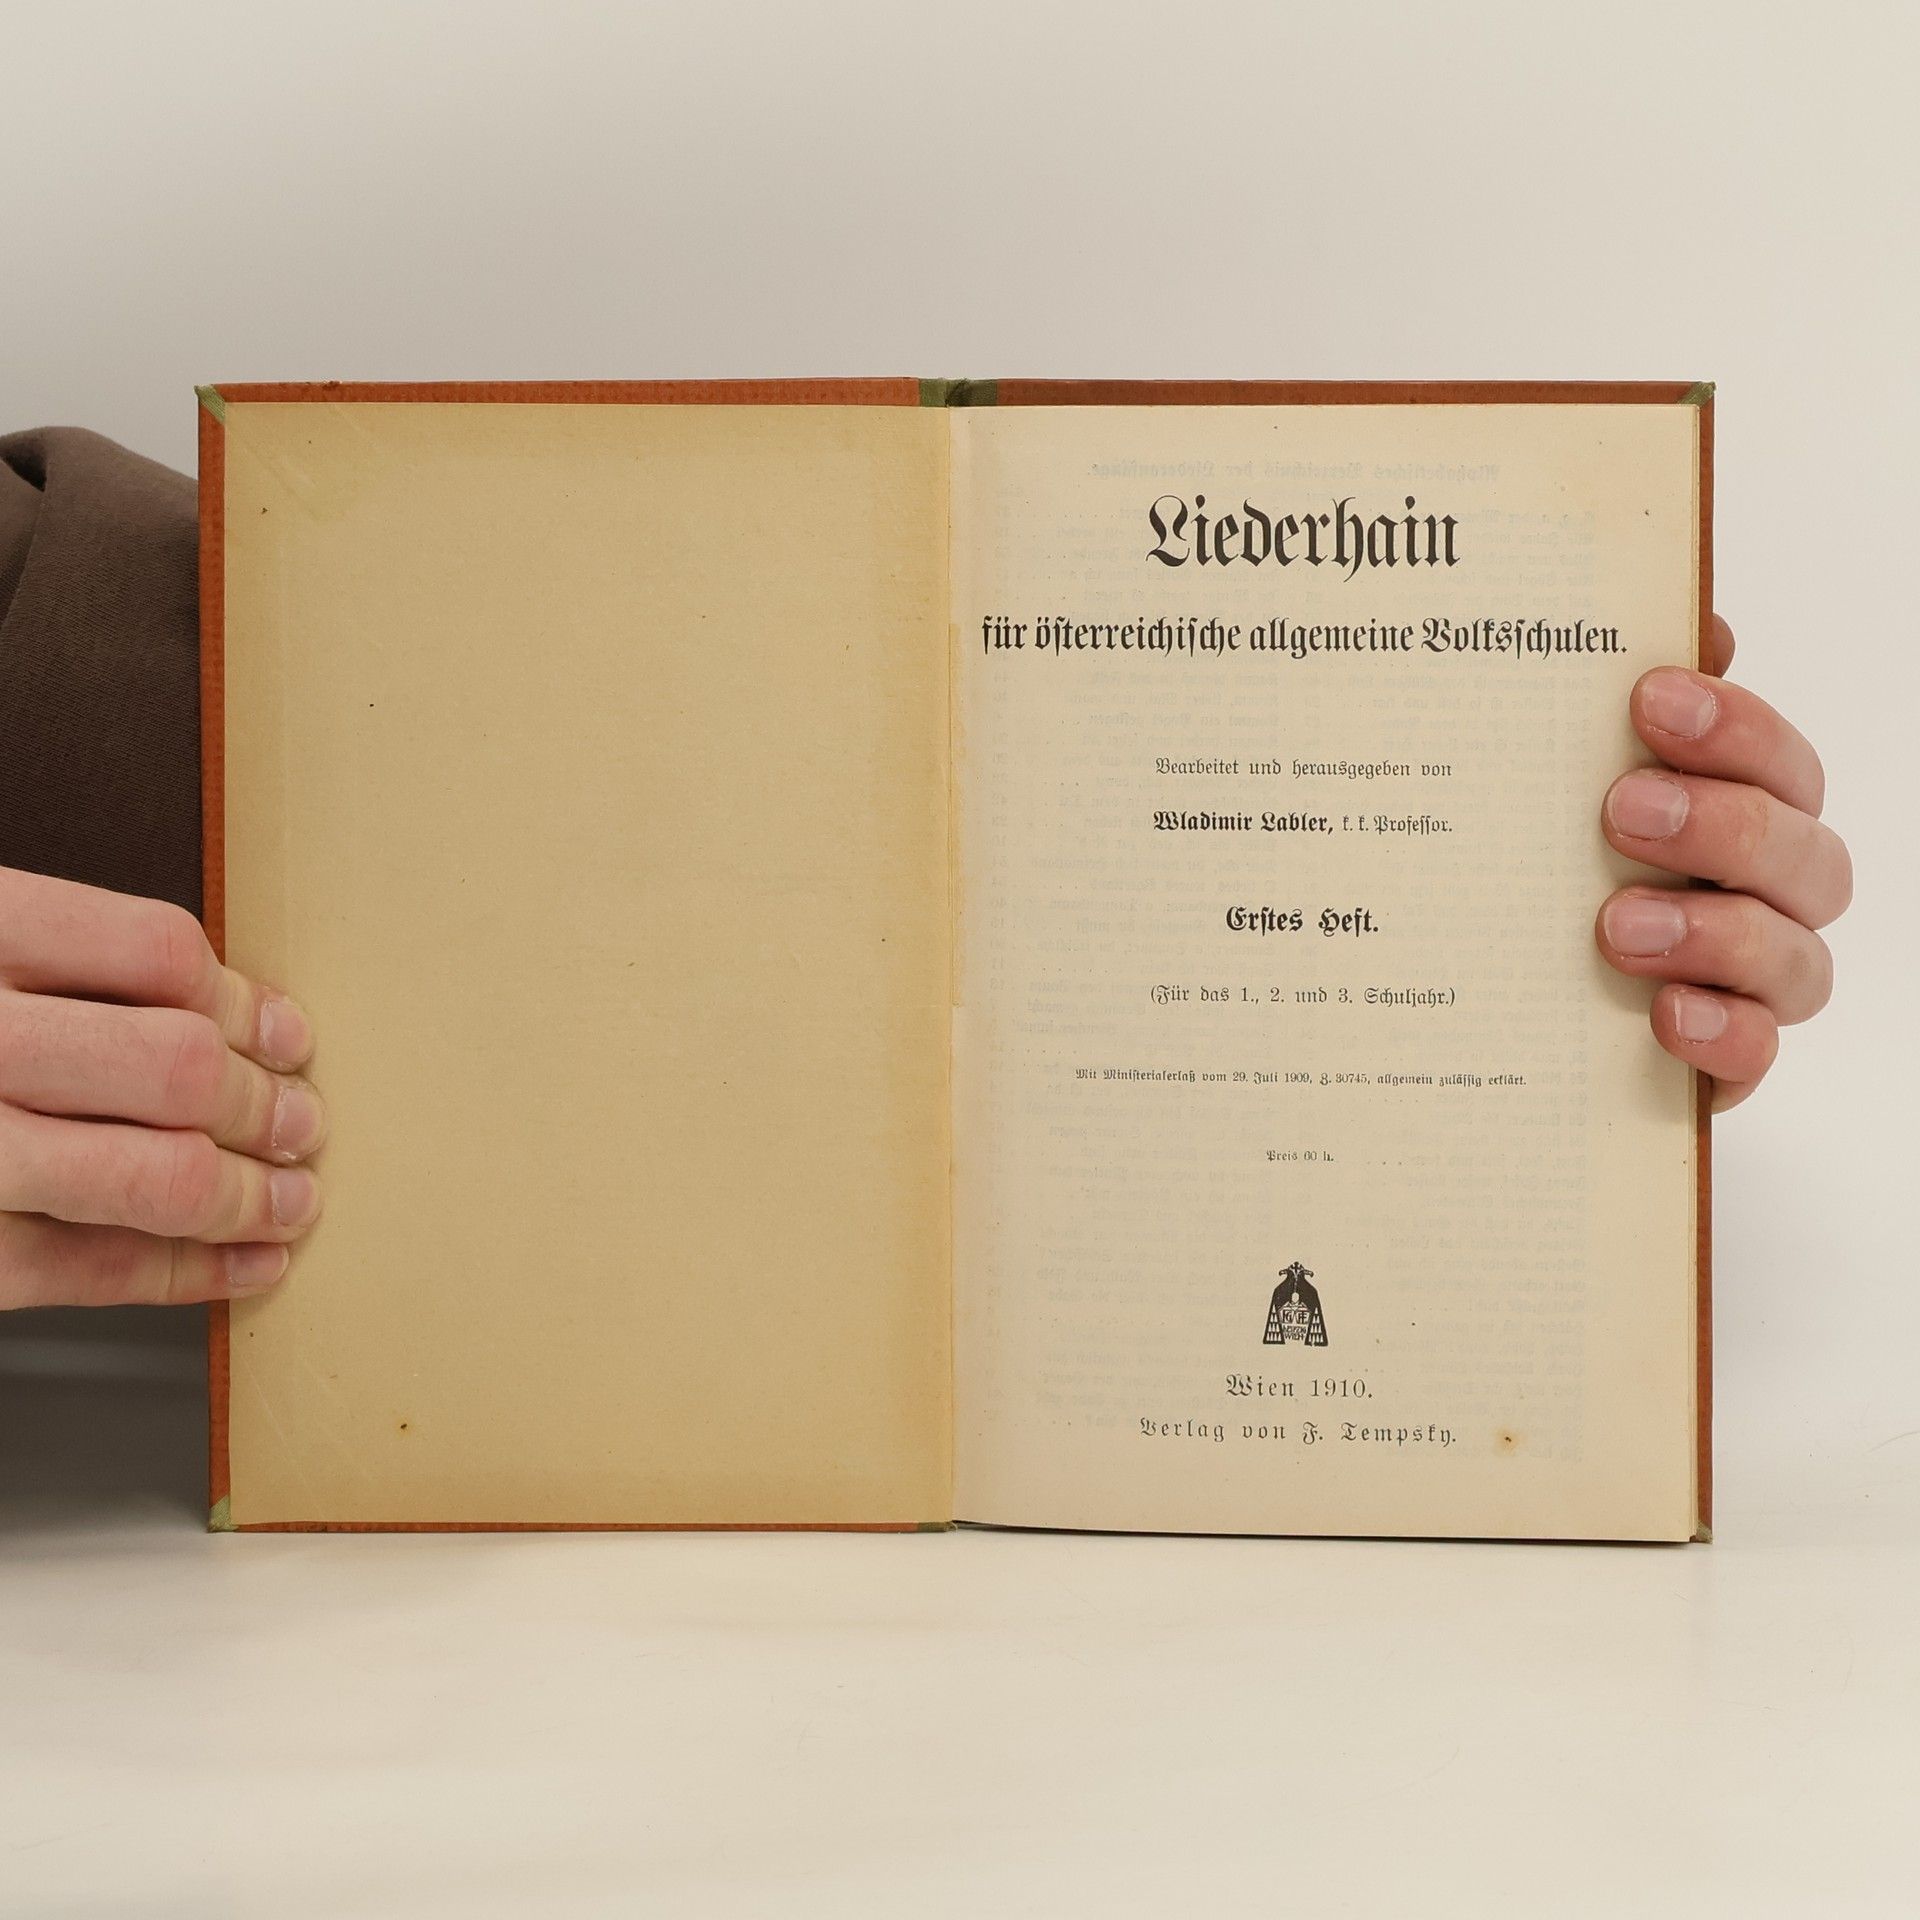 Liederhain
für österreichische allgemeine Volksschulen.
Bearbeitet und herausgegeben von
Wladimir Labler, k. k. Professor.
Erstes Heft.
(Für das 1., 2. und 3. Schuljahr.)
Mit Ministerialerlaß vom 29. Juli 1909, Z. 30745, allgemein zulässig erklärt.
Preis 60 h.
LEIPZIG
WIEN
Wien 1910.
Verlag von F. Tempsky.